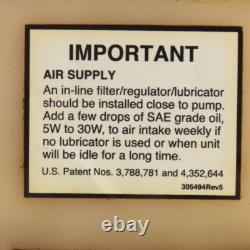 IMPORTANT
AIR SUPPLY
An in-line filter/regulator/lubricator
should be installed close to pump.
Add a few drops of SAE grade oil,
5W to 30W, to air intake weekly if
no lubricator is used or when unit
will be idle for a long time.
U.S. Patent Nos. 3,788,781 and 4,352,644
305494Rev5
© watermark.com